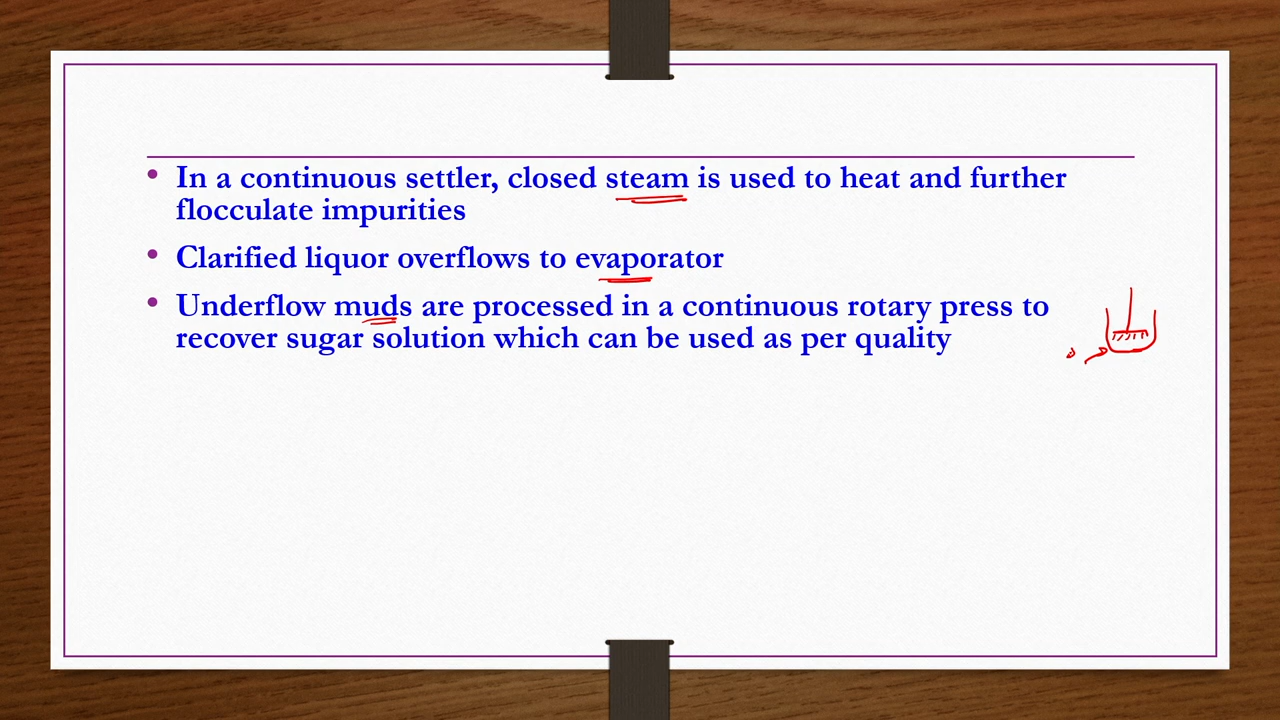 • In a continuous settler, closed steam is used to heat and further
flocculate impurities
• Clarified liquor overflows to evaporator
• Underflow muds are processed in a continuous rotary press to
recover sugar solution which can be used as per quality